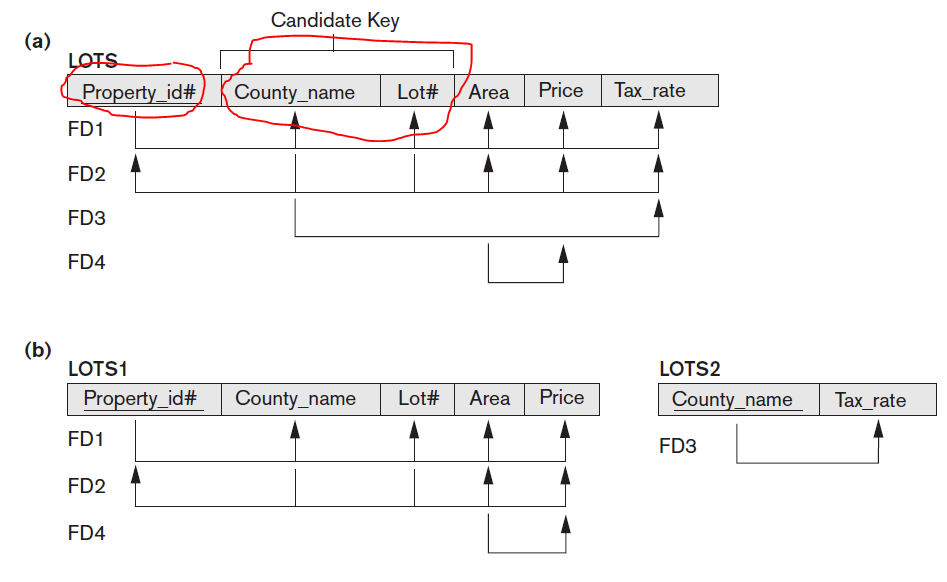 Candidate Key
(a)
LOTS
Property_id# County_name Lot# Area Price Tax_rate
FD1
FD2
FD3
FD4
(b)
LOTS1
Property_id# County_name Lot# Area Price
FD1
FD2
FD4
LOTS2
County_name Tax_rate
FD3